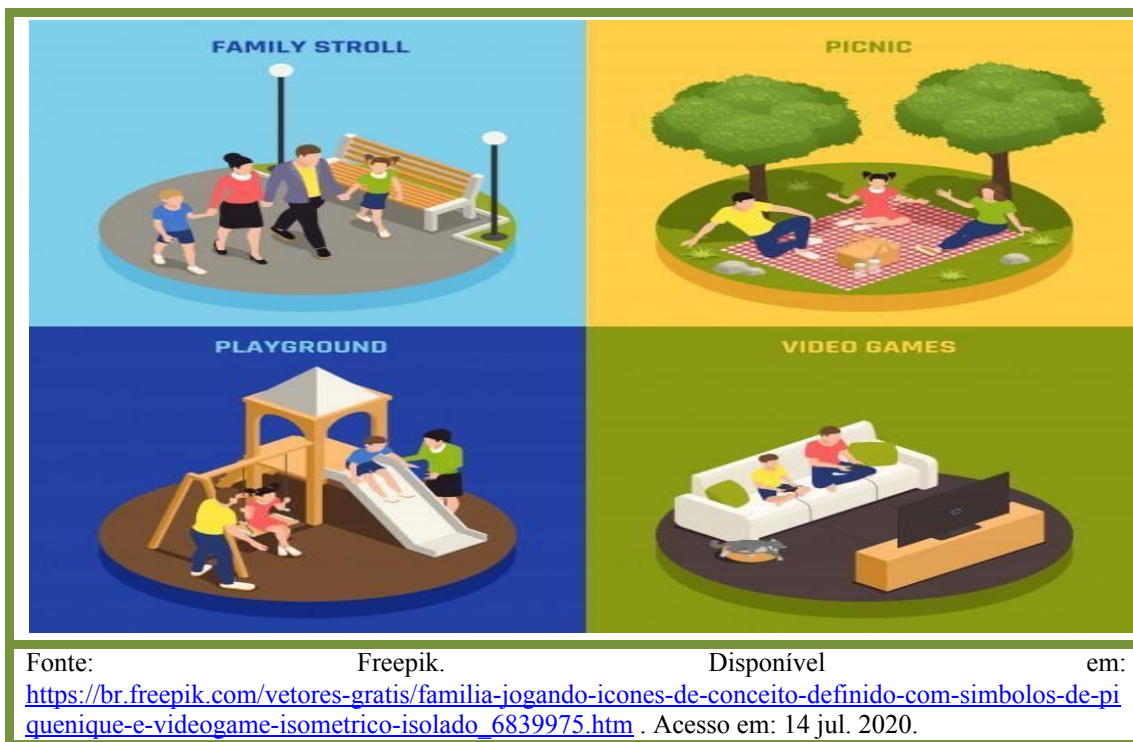 FAMILY STROLL
PICNIC
PLAYGROUND
VIDEO GAMES
Fonte: Freepik. Disponível em:
https://br.freepik.com/vetores-gratis/familia-jogando-icones-de-conceito-definido-com-simbolos-de-pi
quenique-e-videogame-isometrico-isolado_6839975.htm . Acesso em: 14 jul. 2020.